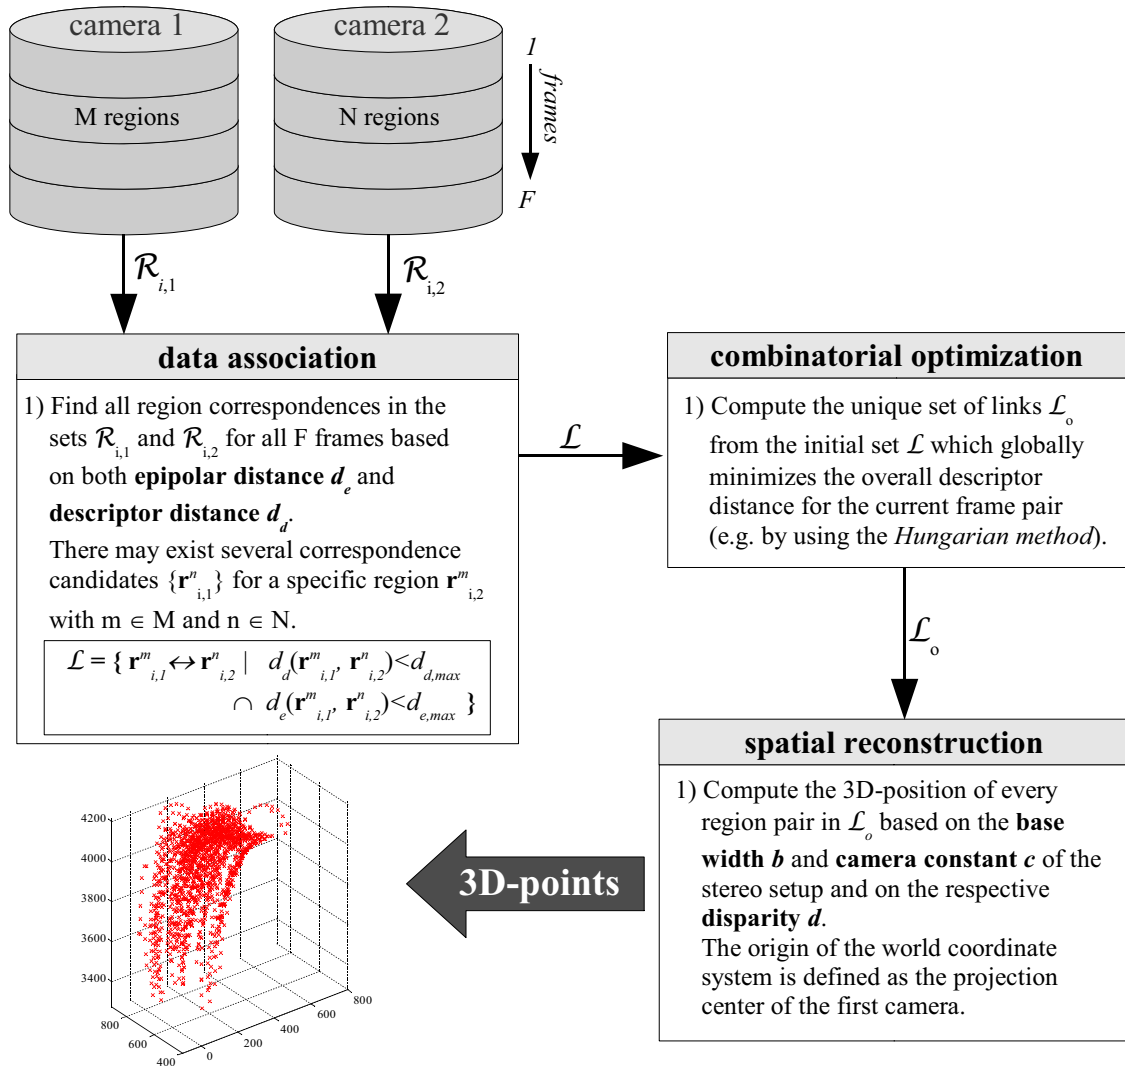 camera 1
camera 2
M regions
N regions
1
frames
F
ℛi,1
ℛi,2
data association
1) Find all region correspondences in the
sets ℛi,1 and ℛi,2 for all F frames based
on both epipolar distance de and
descriptor distance dd.
There may exist several correspondence
candidates {rⁿi,1} for a specific region rᵐi,2
with m ∈ M and n ∈ N.
ℒ = { rᵐi,1 ↔ rⁿi,2 | dd(rᵐi,1, rⁿi,2)<dd,max
∩ de(rᵐi,1, rⁿi,2)<de,max }
ℒ
combinatorial optimization
1) Compute the unique set of links ℒo
from the initial set ℒ which globally
minimizes the overall descriptor
distance for the current frame pair
(e.g. by using the Hungarian method).
ℒo
spatial reconstruction
1) Compute the 3D-position of every
region pair in ℒo based on the base
width b and camera constant c of the
stereo setup and on the respective
disparity d.
The origin of the world coordinate
system is defined as the projection
center of the first camera.
3D-points
4200
4000
3800
3600
3400
800
600
400
0
200
400
600
800